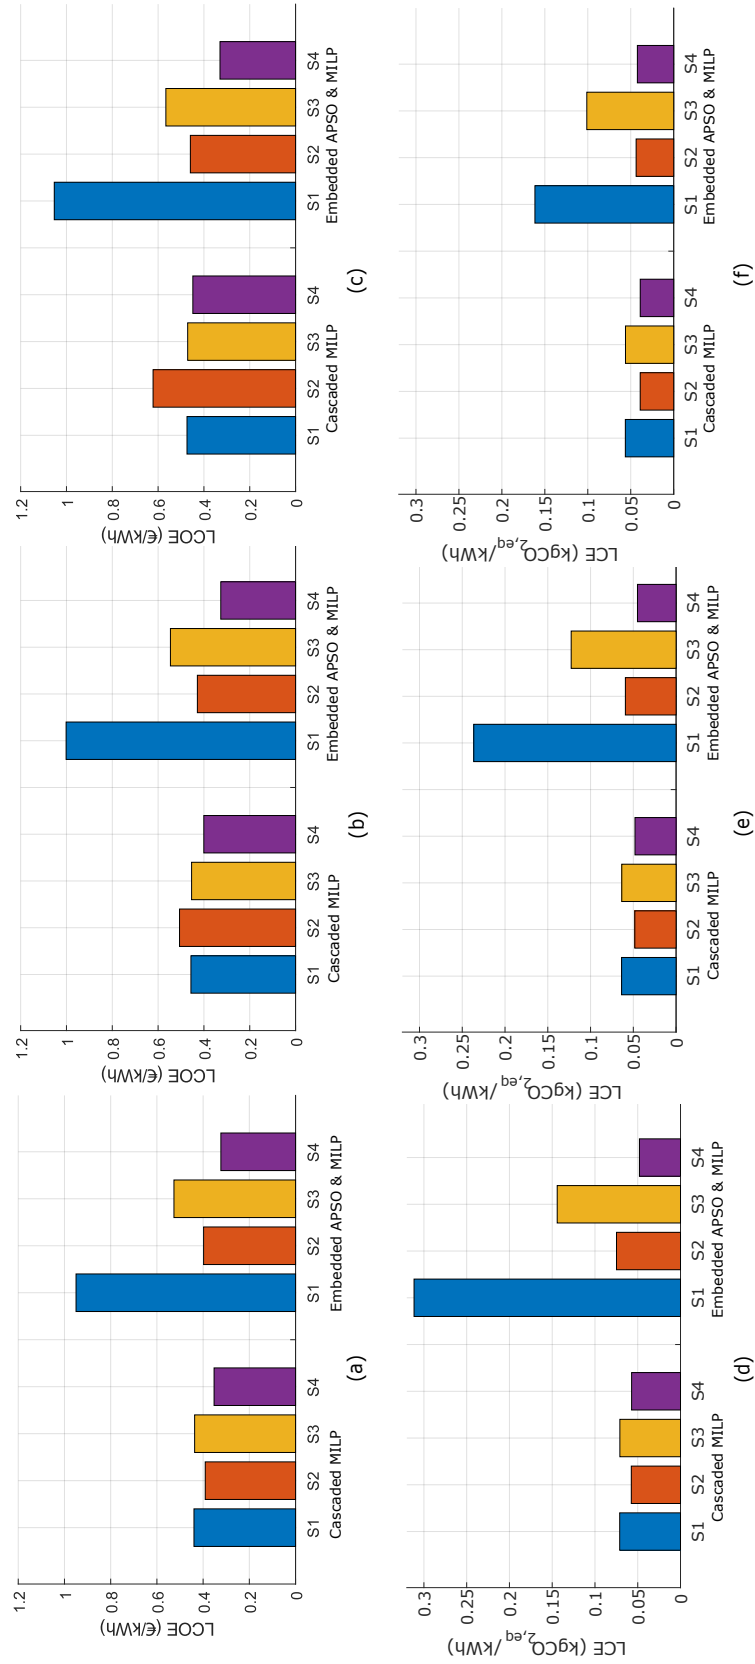 LCOE (€/kWh)
1.2
1
0.8
0.6
0.4
0.2
0
S1 S2 S3 S4 S1 S2 S3 S4
Cascaded MILP Embedded APSO & MILP
(a)
LCOE (€/kWh)
1.2
1
0.8
0.6
0.4
0.2
0
S1 S2 S3 S4 S1 S2 S3 S4
Cascaded MILP Embedded APSO & MILP
(b)
LCOE (€/kWh)
1.2
1
0.8
0.6
0.4
0.2
0
S1 S2 S3 S4 S1 S2 S3 S4
Cascaded MILP Embedded APSO & MILP
(c)
LCE (kgCO2,eq/kWh)
0.3
0.25
0.2
0.15
0.1
0.05
0
S1 S2 S3 S4 S1 S2 S3 S4
Cascaded MILP Embedded APSO & MILP
(d)
LCE (kgCO2,eq/kWh)
0.3
0.25
0.2
0.15
0.1
0.05
0
S1 S2 S3 S4 S1 S2 S3 S4
Cascaded MILP Embedded APSO & MILP
(e)
LCE (kgCO2,eq/kWh)
0.3
0.25
0.2
0.15
0.1
0.05
0
S1 S2 S3 S4 S1 S2 S3 S4
Cascaded MILP Embedded APSO & MILP
(f)